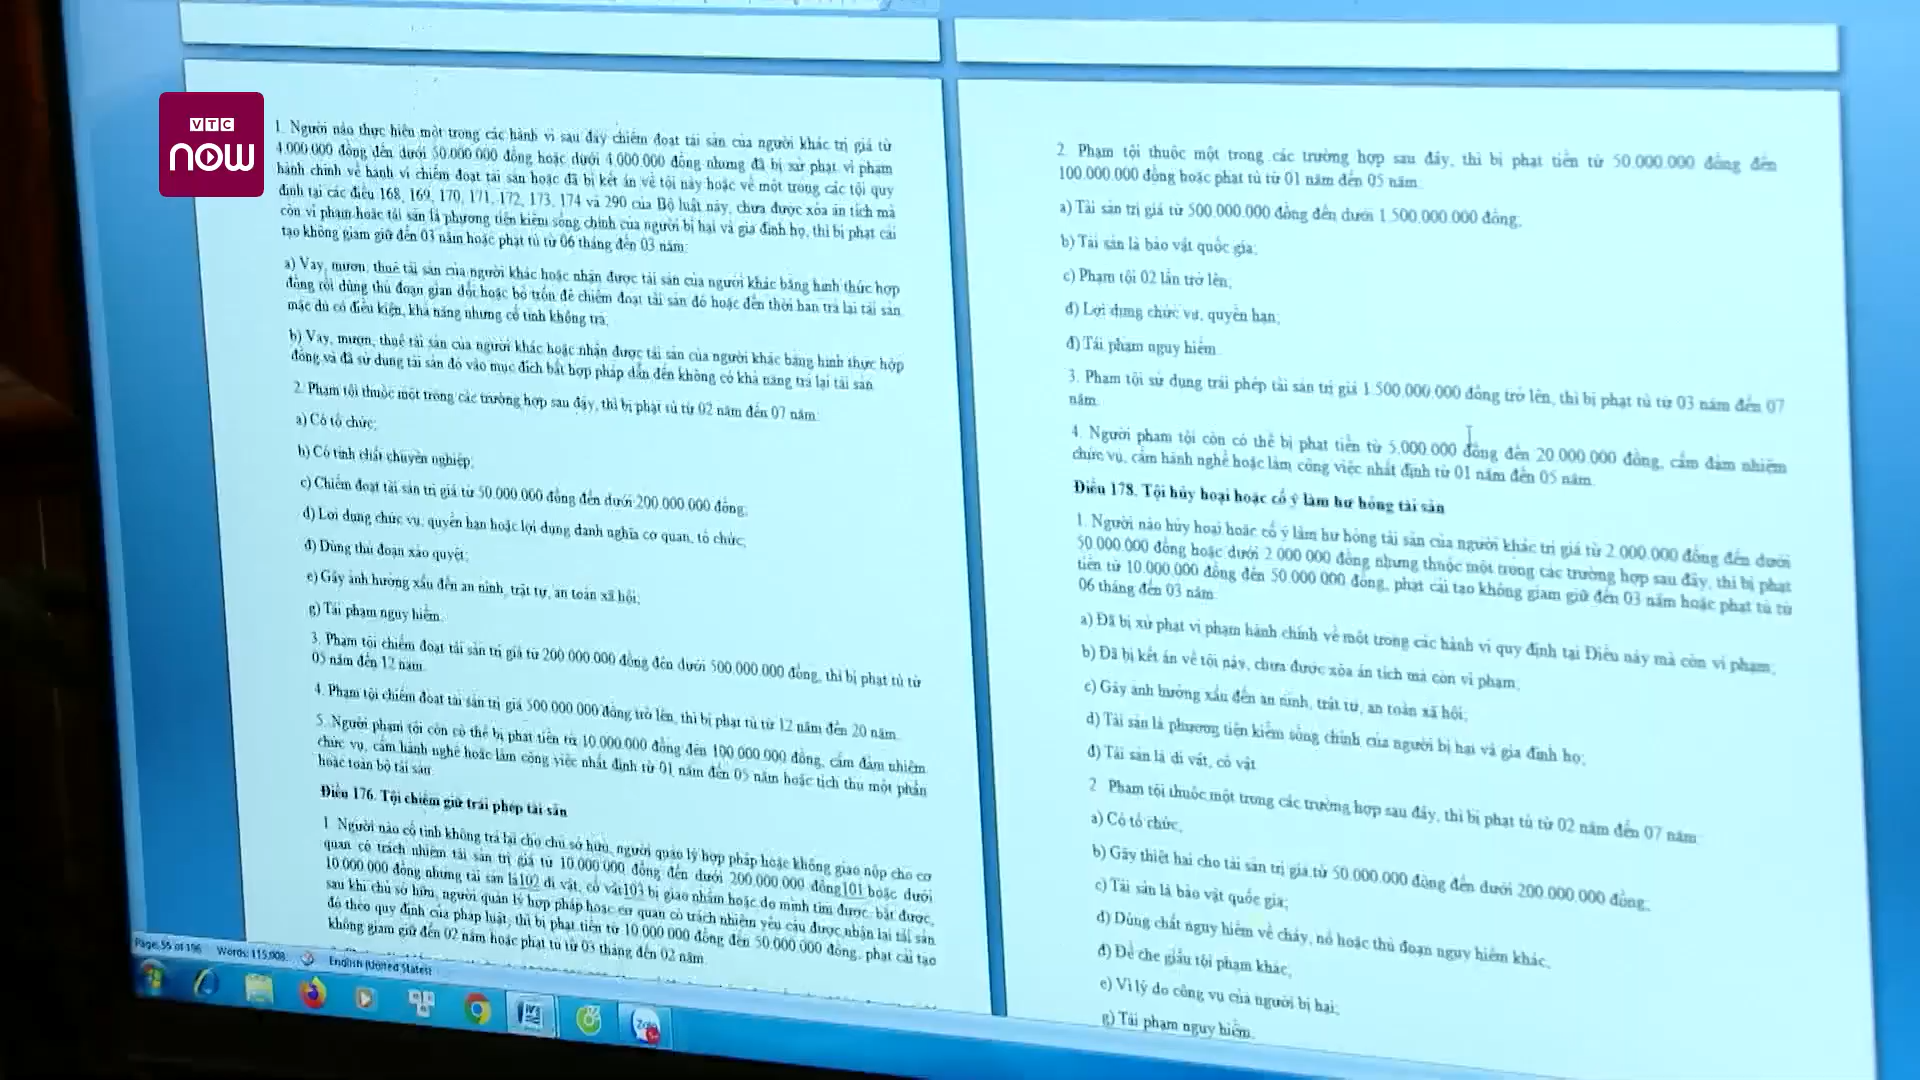 VTC
now
1. Người nào thực hiện một trong các hành vi sau đây chiếm đoạt tài sản của người khác trị giá từ
4.000.000 đồng đến dưới 50.000.000 đồng hoặc dưới 4.000.000 đồng nhưng đã bị xử phạt vi phạm
hành chính về hành vi chiếm đoạt tài sản hoặc đã bị kết án về tội này hoặc về một trong các tội quy
định tại các điều 168, 169, 170, 171, 172, 173, 174 và 290 của Bộ luật này, chưa được xóa án tích mà
còn vi phạm hoặc tài sản là phương tiện kiếm sống chính của người bị hại và gia đình họ, thì bị phạt cải
tạo không giam giữ đến 03 năm hoặc phạt tù từ 06 tháng đến 03 năm:
a) Vay, mượn, thuê tài sản của người khác hoặc nhận được tài sản của người khác bằng hình thức hợp
đồng rồi dùng thủ đoạn gian dối hoặc bỏ trốn để chiếm đoạt tài sản đó hoặc đến thời hạn trả lại tài sản
mặc dù có điều kiện, khả năng nhưng cố tình không trả;
b) Vay, mượn, thuê tài sản của người khác hoặc nhận được tài sản của người khác bằng hình thức hợp
đồng và đã sử dụng tài sản đó vào mục đích bất hợp pháp dẫn đến không có khả năng trả lại tài sản.
2. Phạm tội thuộc một trong các trường hợp sau đây, thì bị phạt tù từ 02 năm đến 07 năm:
a) Có tổ chức;
b) Có tính chất chuyên nghiệp;
c) Chiếm đoạt tài sản trị giá từ 50.000.000 đồng đến dưới 200.000.000 đồng;
d) Lợi dụng chức vụ, quyền hạn hoặc lợi dụng danh nghĩa cơ quan, tổ chức;
đ) Dùng thủ đoạn xảo quyệt;
e) Gây ảnh hưởng xấu đến an ninh, trật tự, an toàn xã hội;
g) Tái phạm nguy hiểm.
3. Phạm tội chiếm đoạt tài sản trị giá từ 200.000.000 đồng đến dưới 500.000.000 đồng, thì bị phạt tù từ
05 năm đến 12 năm.
4. Phạm tội chiếm đoạt tài sản trị giá 500.000.000 đồng trở lên, thì bị phạt tù từ 12 năm đến 20 năm.
5. Người phạm tội còn có thể bị phạt tiền từ 10.000.000 đồng đến 100.000.000 đồng, cấm đảm nhiệm
chức vụ, cấm hành nghề hoặc làm công việc nhất định từ 01 năm đến 05 năm hoặc tịch thu một phần
hoặc toàn bộ tài sản.
Điều 176. Tội chiếm giữ trái phép tài sản
1. Người nào cố tình không trả lại cho chủ sở hữu, người quản lý hợp pháp hoặc không giao nộp cho cơ
quan có trách nhiệm tài sản trị giá từ 10.000.000 đồng đến dưới 200.000.000 đồng101 hoặc dưới
10.000.000 đồng nhưng tài sản là102 di vật, cổ vật103 bị giao nhầm hoặc do mình tìm được, bắt được,
sau khi chủ sở hữu, người quản lý hợp pháp hoặc cơ quan có trách nhiệm yêu cầu được nhận lại tài sản
đó theo quy định của pháp luật, thì bị phạt tiền từ 10.000.000 đồng đến 50.000.000 đồng, phạt cải tạo
không giam giữ đến 02 năm hoặc phạt tù từ 03 tháng đến 02 năm.
2. Phạm tội thuộc một trong các trường hợp sau đây, thì bị phạt tiền từ 50.000.000 đồng đến
100.000.000 đồng hoặc phạt tù từ 01 năm đến 05 năm:
a) Tài sản trị giá từ 500.000.000 đồng đến dưới 1.500.000.000 đồng;
b) Tài sản là bảo vật quốc gia;
c) Phạm tội 02 lần trở lên;
d) Lợi dụng chức vụ, quyền hạn;
đ) Tái phạm nguy hiểm.
3. Phạm tội sử dụng trái phép tài sản trị giá 1.500.000.000 đồng trở lên, thì bị phạt tù từ 03 năm đến 07
năm.
4. Người phạm tội còn có thể bị phạt tiền từ 5.000.000 đồng đến 20.000.000 đồng, cấm đảm nhiệm
chức vụ, cấm hành nghề hoặc làm công việc nhất định từ 01 năm đến 05 năm.
Điều 178. Tội hủy hoại hoặc cố ý làm hư hỏng tài sản
1. Người nào hủy hoại hoặc cố ý làm hư hỏng tài sản của người khác trị giá từ 2.000.000 đồng đến dưới
50.000.000 đồng hoặc dưới 2.000.000 đồng nhưng thuộc một trong các trường hợp sau đây, thì bị phạt
tiền từ 10.000.000 đồng đến 50.000.000 đồng, phạt cải tạo không giam giữ đến 03 năm hoặc phạt tù từ
06 tháng đến 03 năm:
a) Đã bị xử phạt vi phạm hành chính về một trong các hành vi quy định tại Điều này mà còn vi phạm;
b) Đã bị kết án về tội này, chưa được xóa án tích mà còn vi phạm;
c) Gây ảnh hưởng xấu đến an ninh, trật tự, an toàn xã hội;
d) Tài sản là phương tiện kiếm sống chính của người bị hại và gia đình họ;
đ) Tài sản là di vật, cổ vật
2. Phạm tội thuộc một trong các trường hợp sau đây, thì bị phạt tù từ 02 năm đến 07 năm:
a) Có tổ chức;
b) Gây thiệt hại cho tài sản trị giá từ 50.000.000 đồng đến dưới 200.000.000 đồng;
c) Tài sản là bảo vật quốc gia;
d) Dùng chất nguy hiểm về cháy, nổ hoặc thủ đoạn nguy hiểm khác;
đ) Để che giấu tội phạm khác;
e) Vì lý do công vụ của người bị hại;
g) Tái phạm nguy hiểm.
Page: 55 of 196 Words: 115,008 English (United States)
Zalo